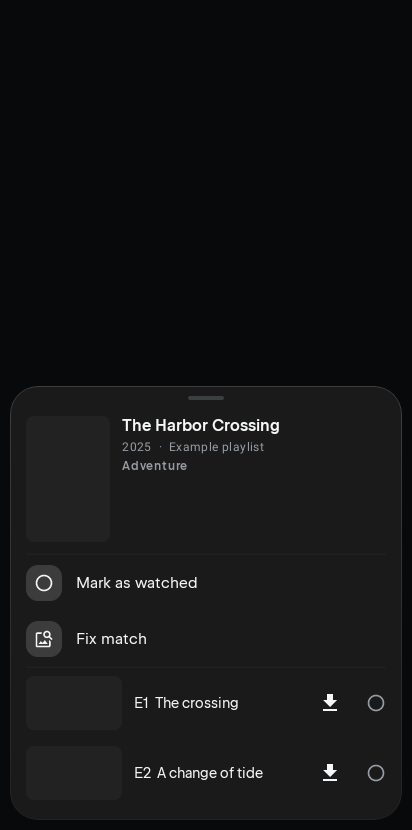 The Harbor Crossing
2025 · Example playlist
Adventure
Mark as watched
Fix match
E1 The crossing
E2 A change of tide